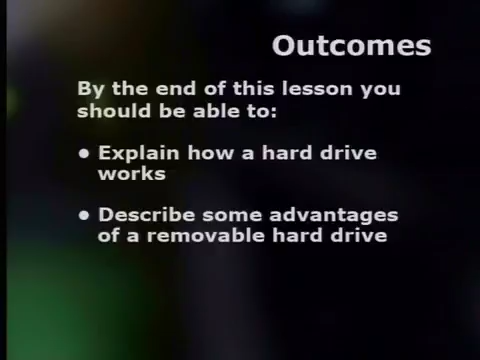 Outcomes
By the end of this lesson you
should be able to:
● Explain how a hard drive
works
● Describe some advantages
of a removable hard drive